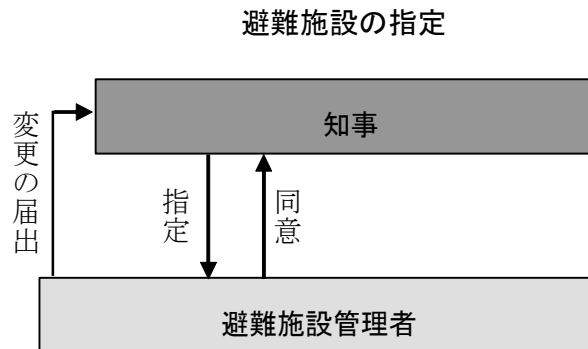 避難施設の指定
知事
変更の届出
指定
同意
避難施設管理者